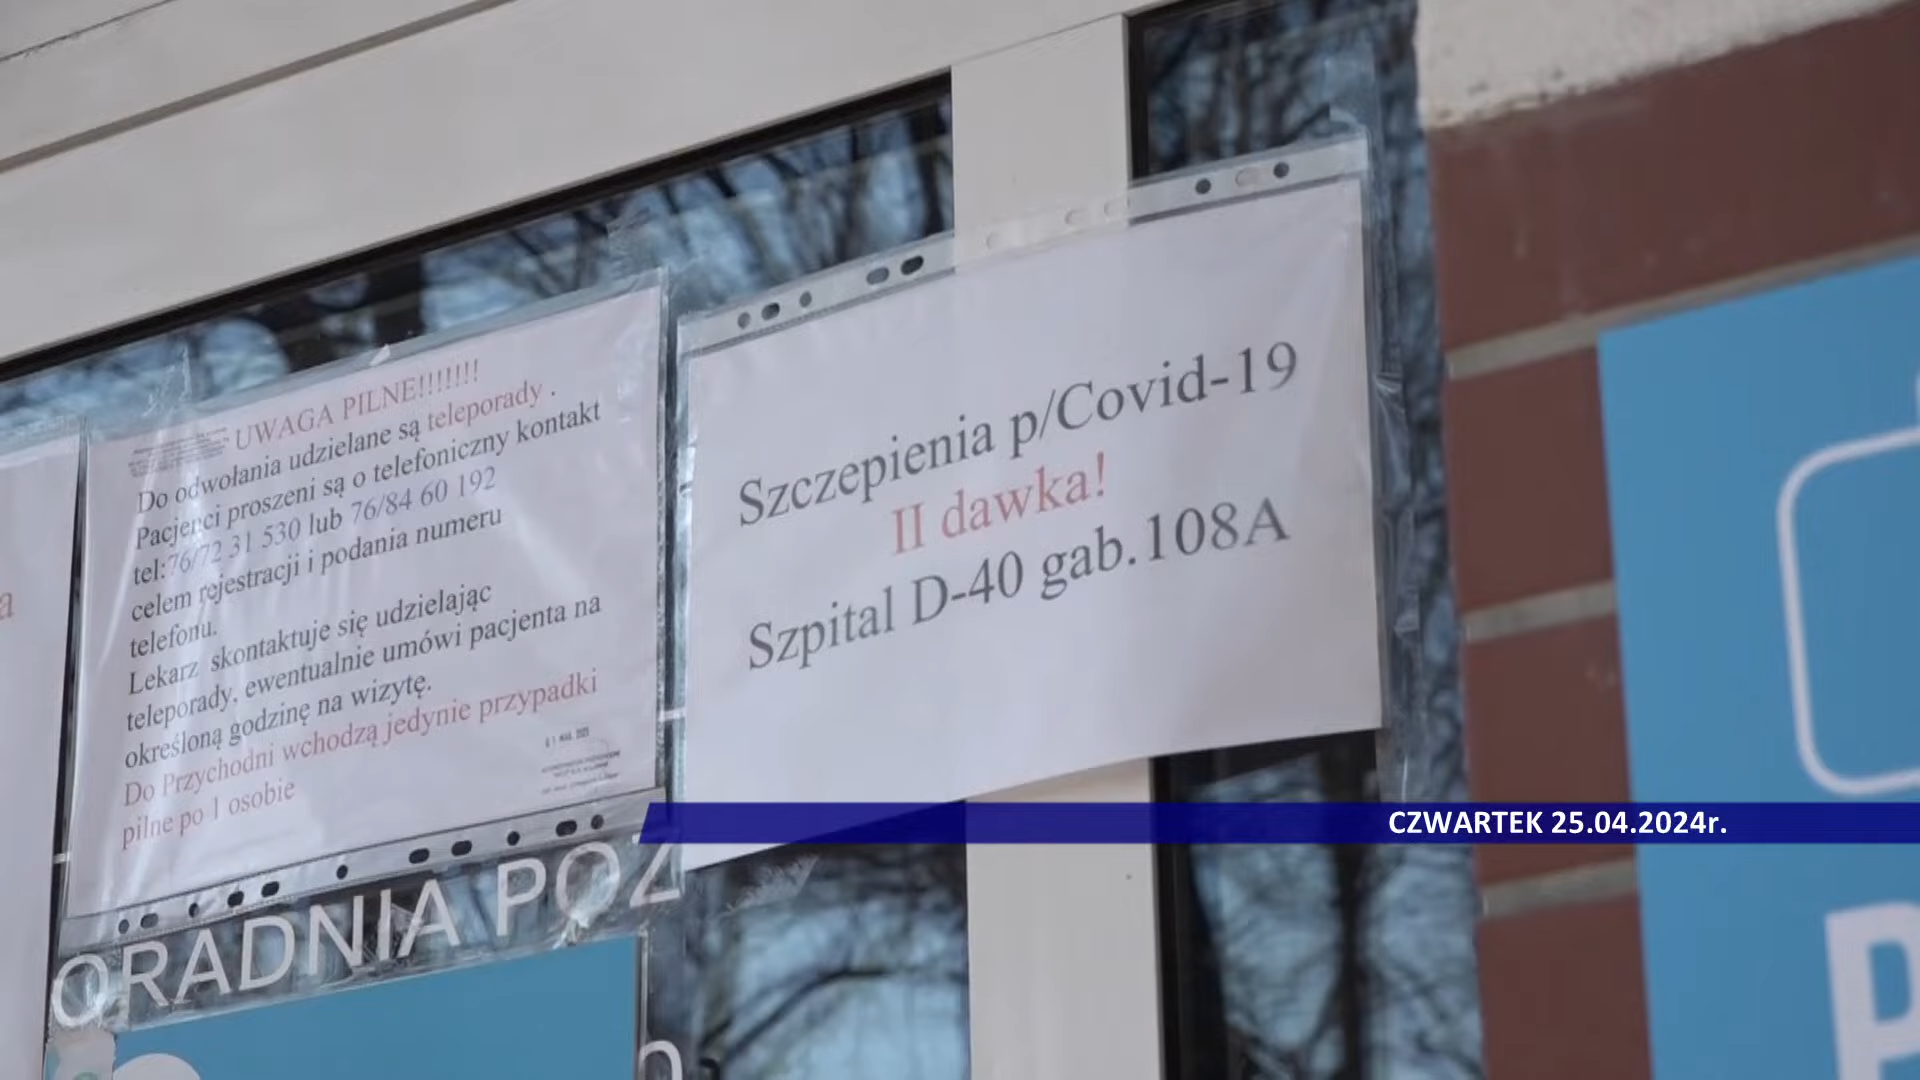 a
UWAGA PILNE!!!!!!!
Do odwołania udzielane są teleporady .
Pacjenci proszeni są o telefoniczny kontakt
tel:76/72 31 530 lub 76/84 60 192
celem rejestracji i podania numeru
telefonu.
Lekarz skontaktuje się udzielając
teleporady, ewentualnie umówi pacjenta na
określoną godzinę na wizytę.
Do Przychodni wchodzą jedynie przypadki
pilne po 1 osobie
Szczepienia p/Covid-19
II dawka!
Szpital D-40 gab.108A
ORADNIA POZ
CZWARTEK 25.04.2024r.
P